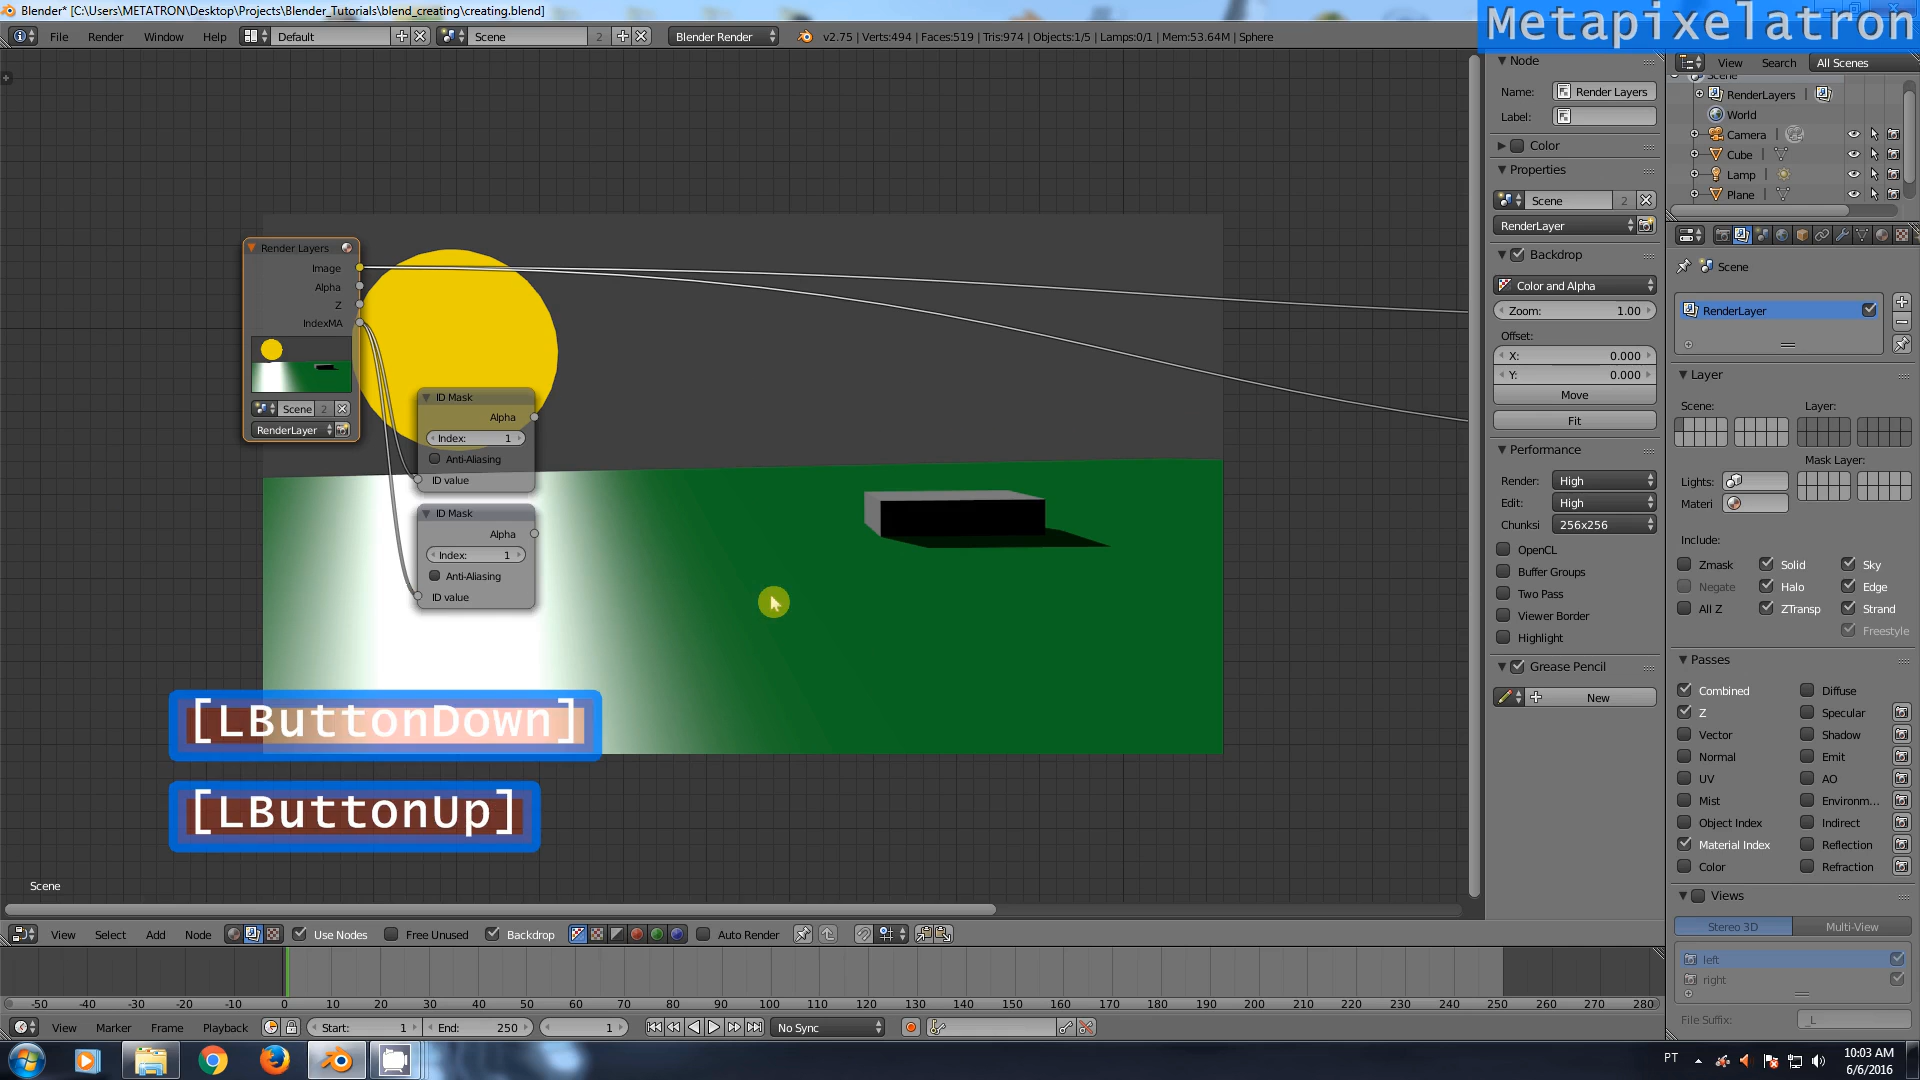 Blender* [C:\Users\METATRON\Desktop\Projects\Blender_Tutorials\blend_creating\creating.blend]
Metapixelatron
File Render Window Help Default Scene 2 Blender Render v2.75 | Verts:494 | Faces:519 | Tris:974 | Objects:1/5 | Lamps:0/1 | Mem:53.64M | Sphere
Render Layers
Image
Alpha
Z
IndexMA
Scene 2
RenderLayer
ID Mask
Alpha
Index: 1
Anti-Aliasing
ID value
ID Mask
Alpha
Index: 1
Anti-Aliasing
ID value
[LButtonDown]
[LButtonUp]
Scene
Node
Name: Render Layers
Label:
Color
Properties
Scene 2
RenderLayer
Backdrop
Color and Alpha
Zoom: 1.00
Offset:
X: 0.000
Y: 0.000
Move
Fit
Performance
Render: High
Edit: High
Chunksi 256x256
OpenCL
Buffer Groups
Two Pass
Viewer Border
Highlight
Grease Pencil
New
View Search All Scenes
Scene
RenderLayers |
World
Camera |
Cube |
Lamp |
Plane |
Scene
RenderLayer
Layer
Scene: Layer:
Mask Layer:
Lights:
Materi
Include:
Zmask Solid Sky
Negate Halo Edge
All Z ZTransp Strand
Freestyle
Passes
Combined Diffuse
Z Specular
Vector Shadow
Normal Emit
UV AO
Mist Environm...
Object Index Indirect
Material Index Reflection
Color Refraction
Views
Stereo 3D Multi-View
left
right
File Suffix: _L
View Select Add Node Use Nodes Free Unused Backdrop Auto Render
-50 -40 -30 -20 -10 0 10 20 30 40 50 60 70 80 90 100 110 120 130 140 150 160 170 180 190 200 210 220 230 240 250 260 270 280
View Marker Frame Playback Start: 1 End: 250 1 No Sync
PT 10:03 AM
6/6/2016